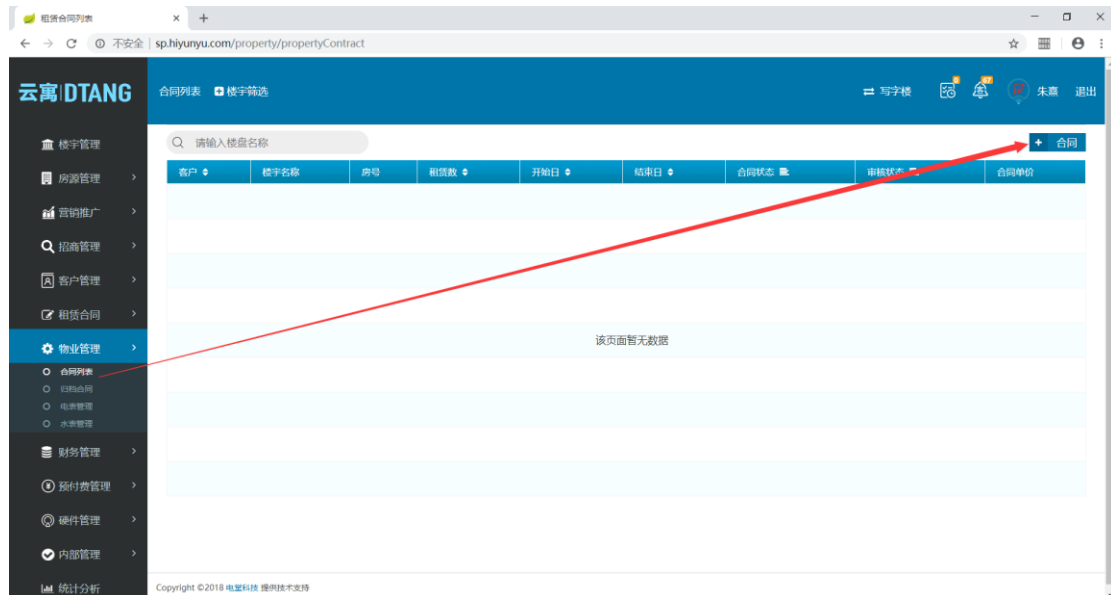 租赁合同列表
不安全 | sp.hiyunyu.com/property/propertyContract
云寓|DTANG
合同列表 楼宇筛选
写字楼 0 67 朱熹 退出
请输入楼盘名称
+ 合同
客户 楼宇名称 房号 租赁数 开始日 结束日 合同状态 审核状态 合同单价
该页面暂无数据
楼宇管理
房源管理
营销推广
招商管理
客户管理
租赁合同
物业管理
合同列表
归档合同
电表管理
水表管理
财务管理
预付费管理
硬件管理
内部管理
统计分析
Copyright ©2018 电堂科技 提供技术支持